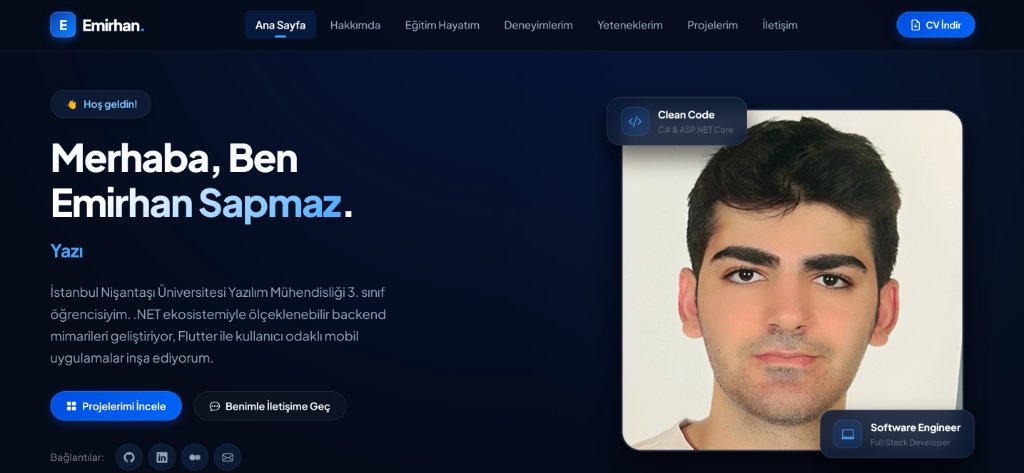 E Emirhan.
Ana Sayfa
Hakkımda
Eğitim Hayatım
Deneyimlerim
Yeteneklerim
Projelerim
İletişim
CV İndir
Hoş geldin!
Merhaba, Ben
Emirhan Sapmaz.
Yazı
İstanbul Nişantaşı Üniversitesi Yazılım Mühendisliği 3. sınıf
öğrencisiyim. .NET ekosistemiyle ölçeklenebilir backend
mimarileri geliştiriyor, Flutter ile kullanıcı odaklı mobil
uygulamalar inşa ediyorum.
Projelerimi İncele
Benimle İletişime Geç
Bağlantılar:
Clean Code
C# & ASP.NET Core
Software Engineer
Full Stack Developer